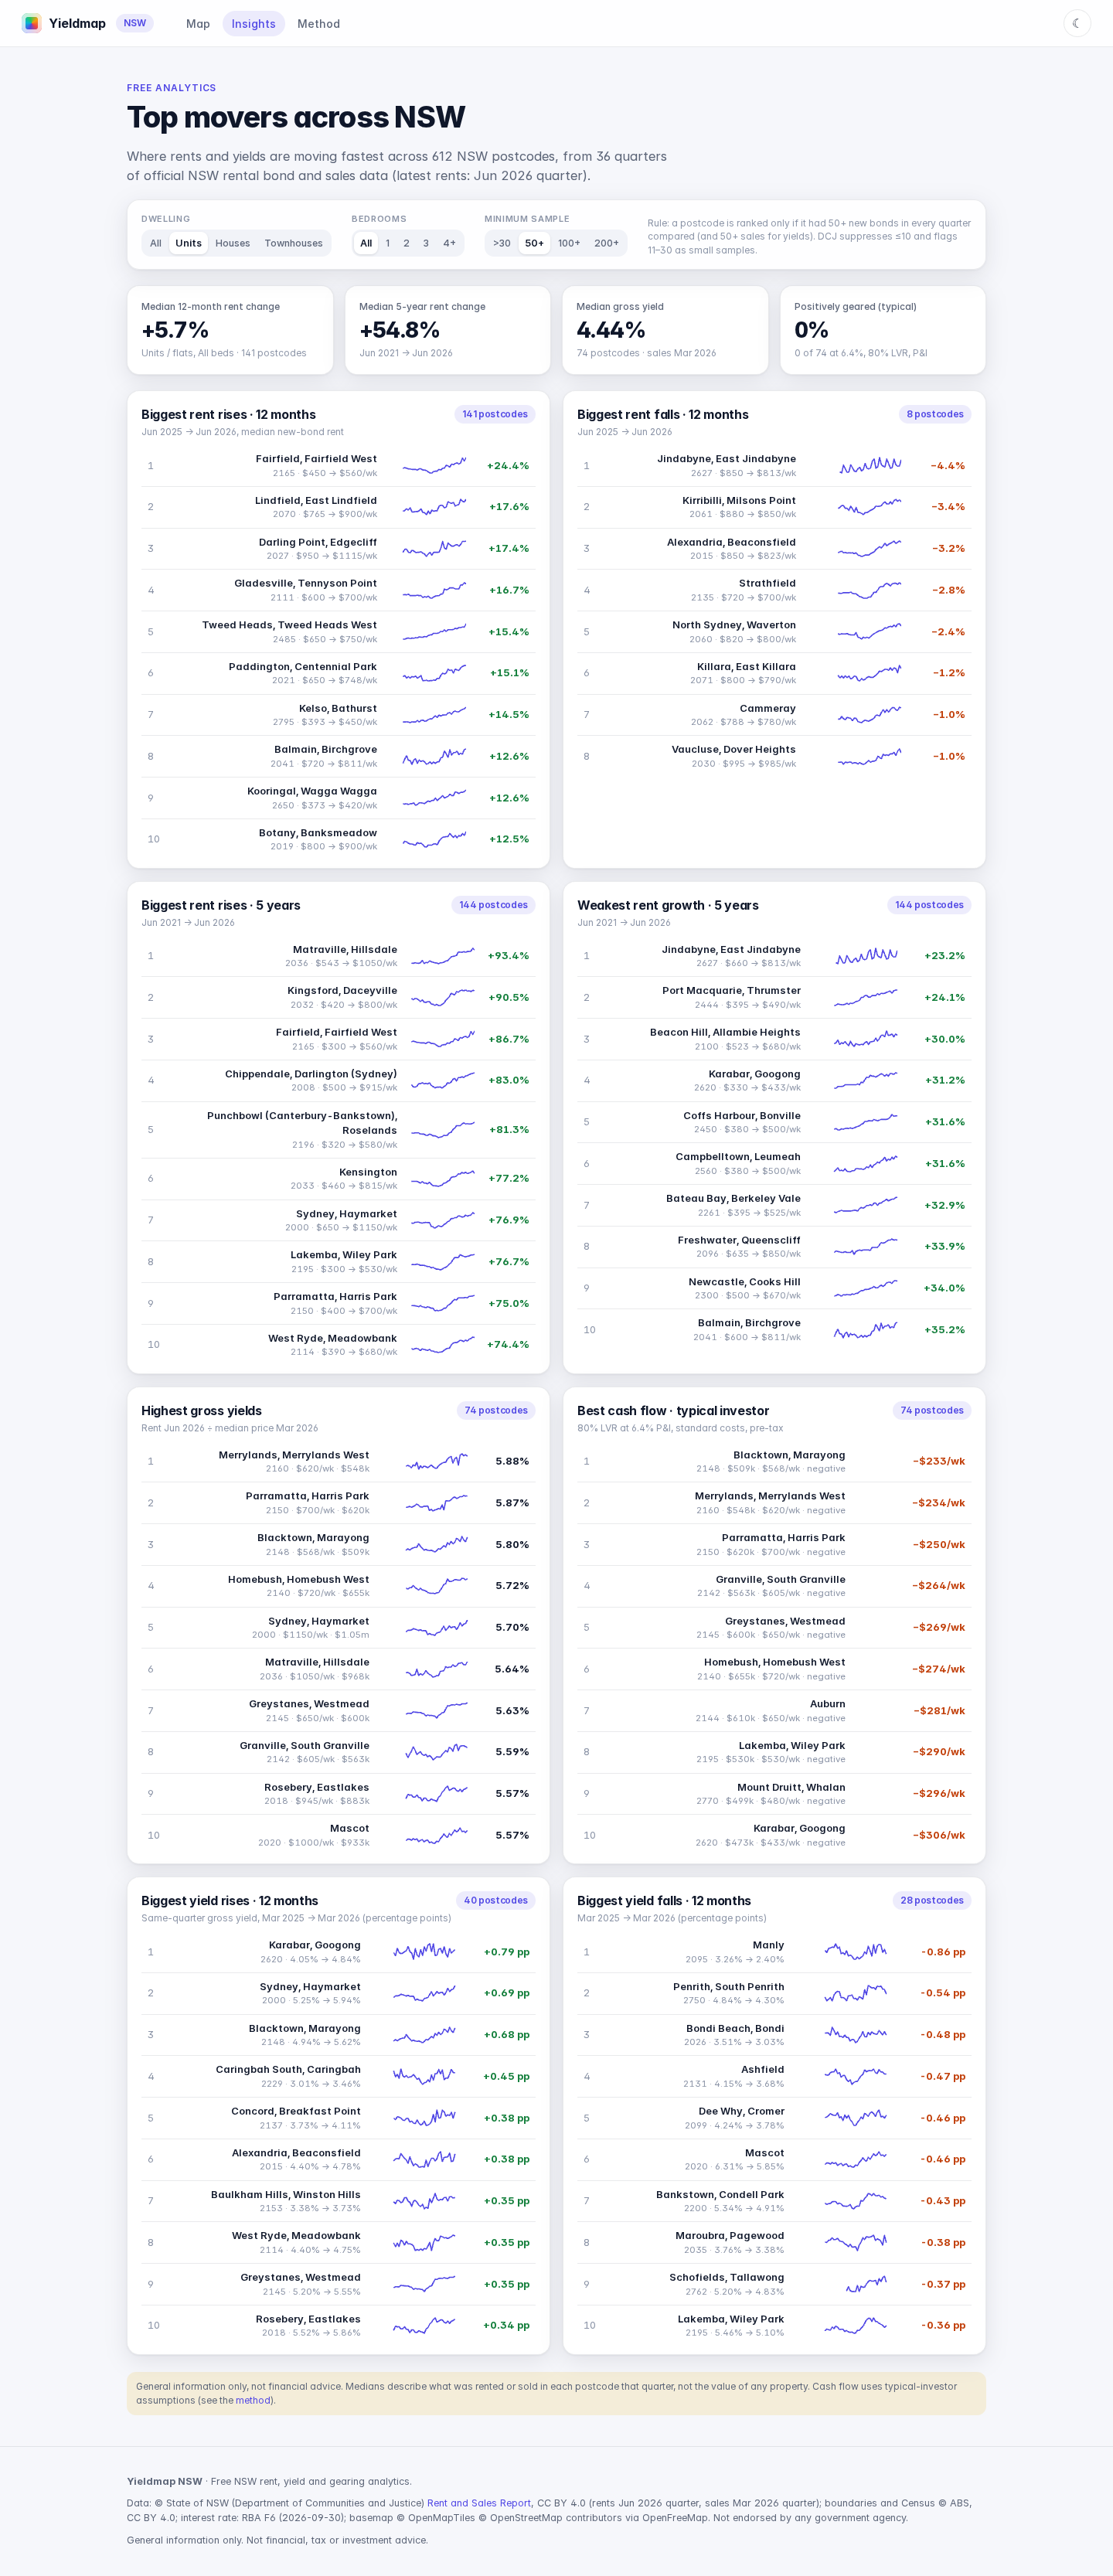 Yieldmap NSW Map Insights Method
FREE ANALYTICS
Top movers across NSW
Where rents and yields are moving fastest across 612 NSW postcodes, from 36 quarters
of official NSW rental bond and sales data (latest rents: Jun 2026 quarter).
DWELLING
All Units Houses Townhouses
BEDROOMS
All 1 2 3 4+
MINIMUM SAMPLE
>30 50+ 100+ 200+
Rule: a postcode is ranked only if it had 50+ new bonds in every quarter
compared (and 50+ sales for yields). DCJ suppresses ≤10 and flags
11–30 as small samples.
Median 12-month rent change
+5.7%
Units / flats, All beds · 141 postcodes
Median 5-year rent change
+54.8%
Jun 2021 → Jun 2026
Median gross yield
4.44%
74 postcodes · sales Mar 2026
Positively geared (typical)
0%
0 of 74 at 6.4%, 80% LVR, P&I
Biggest rent rises · 12 months 141 postcodes
Jun 2025 → Jun 2026, median new-bond rent
1 Fairfield, Fairfield West +24.4%
2165 · $450 → $560/wk
2 Lindfield, East Lindfield +17.6%
2070 · $765 → $900/wk
3 Darling Point, Edgecliff +17.4%
2027 · $950 → $1115/wk
4 Gladesville, Tennyson Point +16.7%
2111 · $600 → $700/wk
5 Tweed Heads, Tweed Heads West +15.4%
2485 · $650 → $750/wk
6 Paddington, Centennial Park +15.1%
2021 · $650 → $748/wk
7 Kelso, Bathurst +14.5%
2795 · $393 → $450/wk
8 Balmain, Birchgrove +12.6%
2041 · $720 → $811/wk
9 Kooringal, Wagga Wagga +12.6%
2650 · $373 → $420/wk
10 Botany, Banksmeadow +12.5%
2019 · $800 → $900/wk
Biggest rent falls · 12 months 8 postcodes
Jun 2025 → Jun 2026
1 Jindabyne, East Jindabyne −4.4%
2627 · $850 → $813/wk
2 Kirribilli, Milsons Point −3.4%
2061 · $880 → $850/wk
3 Alexandria, Beaconsfield −3.2%
2015 · $850 → $823/wk
4 Strathfield −2.8%
2135 · $720 → $700/wk
5 North Sydney, Waverton −2.4%
2060 · $820 → $800/wk
6 Killara, East Killara −1.2%
2071 · $800 → $790/wk
7 Cammeray −1.0%
2062 · $788 → $780/wk
8 Vaucluse, Dover Heights −1.0%
2030 · $995 → $985/wk
Biggest rent rises · 5 years 144 postcodes
Jun 2021 → Jun 2026
1 Matraville, Hillsdale +93.4%
2036 · $543 → $1050/wk
2 Kingsford, Daceyville +90.5%
2032 · $420 → $800/wk
3 Fairfield, Fairfield West +86.7%
2165 · $300 → $560/wk
4 Chippendale, Darlington (Sydney) +83.0%
2008 · $500 → $915/wk
5 Punchbowl (Canterbury-Bankstown), Roselands +81.3%
2196 · $320 → $580/wk
6 Kensington +77.2%
2033 · $460 → $815/wk
7 Sydney, Haymarket +76.9%
2000 · $650 → $1150/wk
8 Lakemba, Wiley Park +76.7%
2195 · $300 → $530/wk
9 Parramatta, Harris Park +75.0%
2150 · $400 → $700/wk
10 West Ryde, Meadowbank +74.4%
2114 · $390 → $680/wk
Weakest rent growth · 5 years 144 postcodes
Jun 2021 → Jun 2026
1 Jindabyne, East Jindabyne +23.2%
2627 · $660 → $813/wk
2 Port Macquarie, Thrumster +24.1%
2444 · $395 → $490/wk
3 Beacon Hill, Allambie Heights +30.0%
2100 · $523 → $680/wk
4 Karabar, Googong +31.2%
2620 · $330 → $433/wk
5 Coffs Harbour, Bonville +31.6%
2450 · $380 → $500/wk
6 Campbelltown, Leumeah +31.6%
2560 · $380 → $500/wk
7 Bateau Bay, Berkeley Vale +32.9%
2261 · $395 → $525/wk
8 Freshwater, Queenscliff +33.9%
2096 · $635 → $850/wk
9 Newcastle, Cooks Hill +34.0%
2300 · $500 → $670/wk
10 Balmain, Birchgrove +35.2%
2041 · $600 → $811/wk
Highest gross yields 74 postcodes
Rent Jun 2026 ÷ median price Mar 2026
1 Merrylands, Merrylands West 5.88%
2160 · $620/wk · $548k
2 Parramatta, Harris Park 5.87%
2150 · $700/wk · $620k
3 Blacktown, Marayong 5.80%
2148 · $568/wk · $509k
4 Homebush, Homebush West 5.72%
2140 · $720/wk · $655k
5 Sydney, Haymarket 5.70%
2000 · $1150/wk · $1.05m
6 Matraville, Hillsdale 5.64%
2036 · $1050/wk · $968k
7 Greystanes, Westmead 5.63%
2145 · $650/wk · $600k
8 Granville, South Granville 5.59%
2142 · $605/wk · $563k
9 Rosebery, Eastlakes 5.57%
2018 · $945/wk · $883k
10 Mascot 5.57%
2020 · $1000/wk · $933k
Best cash flow · typical investor 74 postcodes
80% LVR at 6.4% P&I, standard costs, pre-tax
1 Blacktown, Marayong −$233/wk
2148 · $509k · $568/wk · negative
2 Merrylands, Merrylands West −$234/wk
2160 · $548k · $620/wk · negative
3 Parramatta, Harris Park −$250/wk
2150 · $620k · $700/wk · negative
4 Granville, South Granville −$264/wk
2142 · $563k · $605/wk · negative
5 Greystanes, Westmead −$269/wk
2145 · $600k · $650/wk · negative
6 Homebush, Homebush West −$274/wk
2140 · $655k · $720/wk · negative
7 Auburn −$281/wk
2144 · $610k · $650/wk · negative
8 Lakemba, Wiley Park −$290/wk
2195 · $530k · $530/wk · negative
9 Mount Druitt, Whalan −$296/wk
2770 · $499k · $480/wk · negative
10 Karabar, Googong −$306/wk
2620 · $473k · $433/wk · negative
Biggest yield rises · 12 months 40 postcodes
Same-quarter gross yield, Mar 2025 → Mar 2026 (percentage points)
1 Karabar, Googong +0.79 pp
2620 · 4.05% → 4.84%
2 Sydney, Haymarket +0.69 pp
2000 · 5.25% → 5.94%
3 Blacktown, Marayong +0.68 pp
2148 · 4.94% → 5.62%
4 Caringbah South, Caringbah +0.45 pp
2229 · 3.01% → 3.46%
5 Concord, Breakfast Point +0.38 pp
2137 · 3.73% → 4.11%
6 Alexandria, Beaconsfield +0.38 pp
2015 · 4.40% → 4.78%
7 Baulkham Hills, Winston Hills +0.35 pp
2153 · 3.38% → 3.73%
8 West Ryde, Meadowbank +0.35 pp
2114 · 4.40% → 4.75%
9 Greystanes, Westmead +0.35 pp
2145 · 5.20% → 5.55%
10 Rosebery, Eastlakes +0.34 pp
2018 · 5.52% → 5.86%
Biggest yield falls · 12 months 28 postcodes
Mar 2025 → Mar 2026 (percentage points)
1 Manly -0.86 pp
2095 · 3.26% → 2.40%
2 Penrith, South Penrith -0.54 pp
2750 · 4.84% → 4.30%
3 Bondi Beach, Bondi -0.48 pp
2026 · 3.51% → 3.03%
4 Ashfield -0.47 pp
2131 · 4.15% → 3.68%
5 Dee Why, Cromer -0.46 pp
2099 · 4.24% → 3.78%
6 Mascot -0.46 pp
2020 · 6.31% → 5.85%
7 Bankstown, Condell Park -0.43 pp
2200 · 5.34% → 4.91%
8 Maroubra, Pagewood -0.38 pp
2035 · 3.76% → 3.38%
9 Schofields, Tallawong -0.37 pp
2762 · 5.20% → 4.83%
10 Lakemba, Wiley Park -0.36 pp
2195 · 5.46% → 5.10%
General information only, not financial advice. Medians describe what was rented or sold in each postcode that quarter, not the value of any property. Cash flow uses typical-investor
assumptions (see the method).
Yieldmap NSW · Free NSW rent, yield and gearing analytics.
Data: © State of NSW (Department of Communities and Justice) Rent and Sales Report, CC BY 4.0 (rents Jun 2026 quarter, sales Mar 2026 quarter); boundaries and Census © ABS,
CC BY 4.0; interest rate: RBA F6 (2026-09-30); basemap © OpenMapTiles © OpenStreetMap contributors via OpenFreeMap. Not endorsed by any government agency.
General information only. Not financial, tax or investment advice.